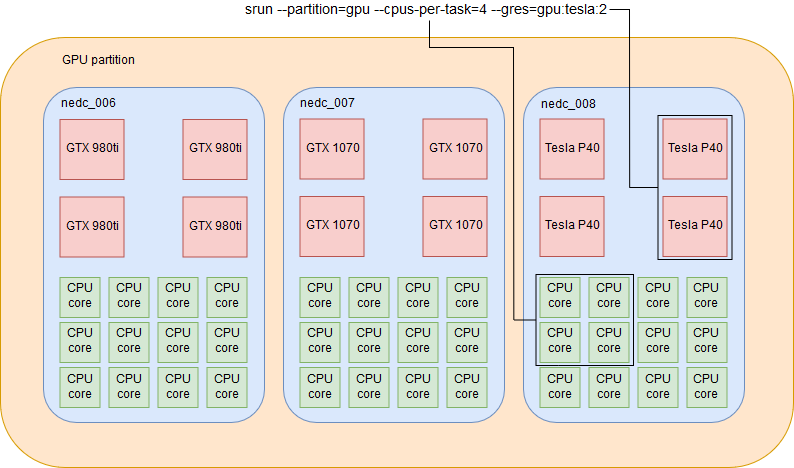 srun --partition=gpu --cpus-per-task=4 --gres=gpu:tesla:2
GPU partition
nedc_006
GTX 980ti
GTX 980ti
GTX 980ti
GTX 980ti
CPU
core
CPU
core
CPU
core
CPU
core
CPU
core
CPU
core
CPU
core
CPU
core
CPU
core
CPU
core
CPU
core
CPU
core
nedc_007
GTX 1070
GTX 1070
GTX 1070
GTX 1070
CPU
core
CPU
core
CPU
core
CPU
core
CPU
core
CPU
core
CPU
core
CPU
core
CPU
core
CPU
core
CPU
core
CPU
core
nedc_008
Tesla P40
Tesla P40
Tesla P40
Tesla P40
CPU
core
CPU
core
CPU
core
CPU
core
CPU
core
CPU
core
CPU
core
CPU
core
CPU
core
CPU
core
CPU
core
CPU
core